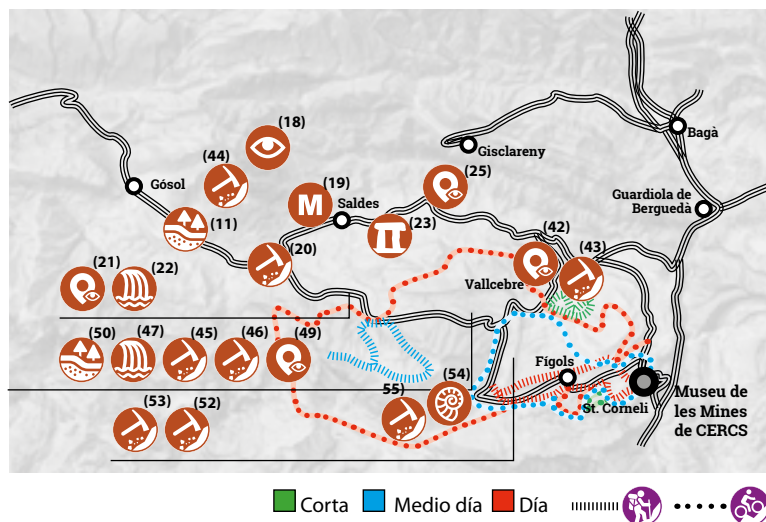 (18)
(44)
Bagà
Gisclareny
(25)
Gósol
(19)
M
Saldes
Guardiola de
Berguedà
(11)
(23)
(42)
(20)
(43)
(21)
(22)
Vallcebre
(50)
(47)
(45)
(46)
(49)
Fígols
(54)
55)
St. Corneli
Museu de
les Mines
de CERCS
(53)
(52)
Corta
Medio día
Día